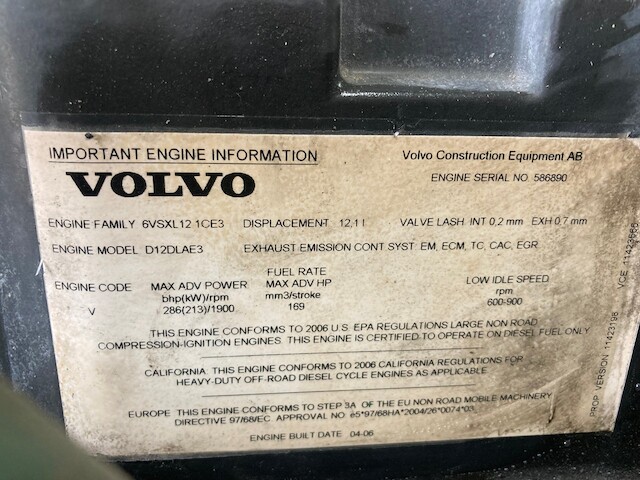 IMPORTANT ENGINE INFORMATION
Volvo Construction Equipment AB
VOLVO
ENGINE SERIAL NO. 586890
ENGINE FAMILY 6VSXL12.1CE3 DISPLACEMENT 12,1 l. VALVE LASH. INT 0,2 mm EXH 0,7 mm
ENGINE MODEL D12DLAE3 EXHAUST EMISSION CONT.SYST: EM, ECM, TC, CAC, EGR.
ENGINE CODE MAX ADV POWER FUEL RATE MAX ADV HP LOW IDLE SPEED
bhp(kW)/rpm mm3/stroke rpm
V 286(213)/1900 169 600-900
THIS ENGINE CONFORMS TO 2006 U.S. EPA REGULATIONS LARGE NON ROAD
COMPRESSION-IGNITION ENGINES. THIS ENGINE IS CERTIFIED TO OPERATE ON DIESEL FUEL ONLY
CALIFORNIA: THIS ENGINE CONFORMS TO 2006 CALIFORNIA REGULATIONS FOR
HEAVY-DUTY OFF-ROAD DIESEL CYCLE ENGINES AS APPLICABLE
EUROPE THIS ENGINE CONFORMS TO STEP 3A OF THE EU NON ROAD MOBILE MACHINERY
DIRECTIVE 97/68/EC. APPROVAL NO e5*97/68HA*2004/26*0074*03
ENGINE BUILT DATE 04-06
PROP. VERSION 11423198
VCE 11423666